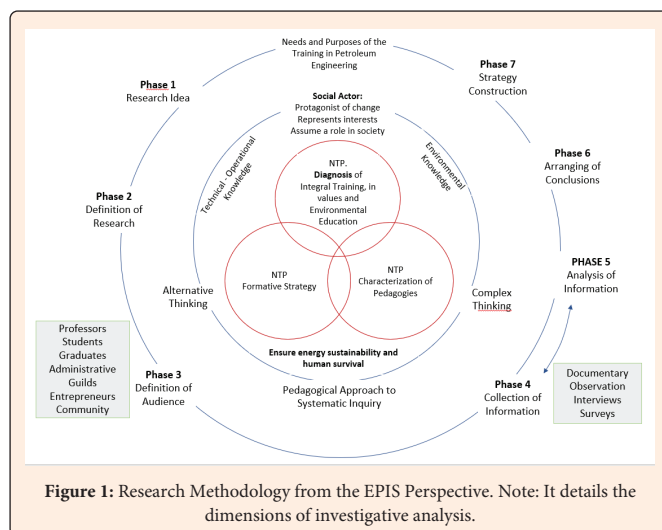 Needs and Purposes of the
Training in Petroleum
Engineering
Phase 1
Research Idea
Phase 7
Strategy
Construction
Social Actor:
Protagonist of change
Represents interests
Assume a role in society
Technical - Operational
Knowledge
Environmental
Knowledge
NTP.
Diagnosis of
Integral Training, in
values and
Environmental
Education
Phase 6
Arranging of
Conclusions
Phase 2
Definition of
Research
PHASE 5
Analysis of
Information
NTP
Formative Strategy
NTP
Characterization of
Pedagogies
Alternative
Thinking
Complex
Thinking
Professors
Students
Graduates
Administrative
Guilds
Entrepreneurs
Community
Ensure energy sustainability and
human survival
Phase 3
Definition of
Audience
Pedagogical Approach to
Systematic Inquiry
Phase 4
Collection of
Information
Documentary
Observation
Interviews
Surveys
Figure 1: Research Methodology from the EPIS Perspective. Note: It details the
dimensions of investigative analysis.